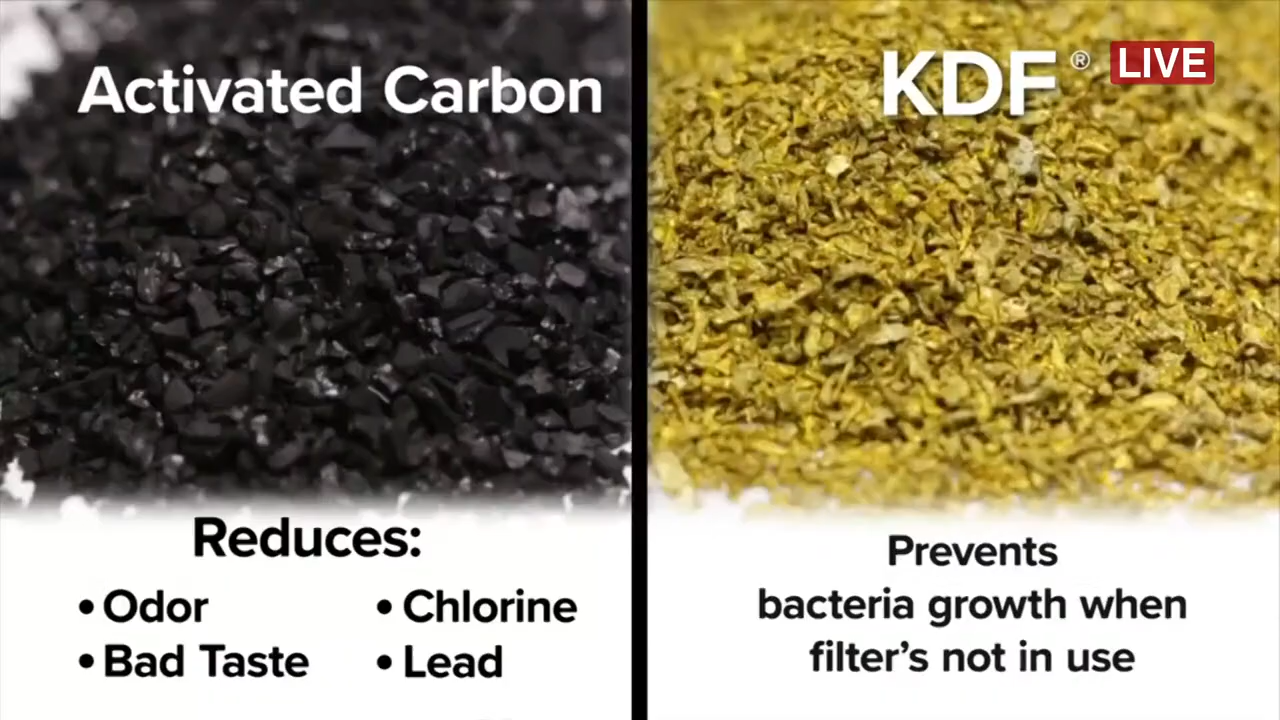 Activated Carbon
Reduces:
• Odor
• Bad Taste
• Chlorine
• Lead
KDF®
LIVE
Prevents
bacteria growth when
filter's not in use